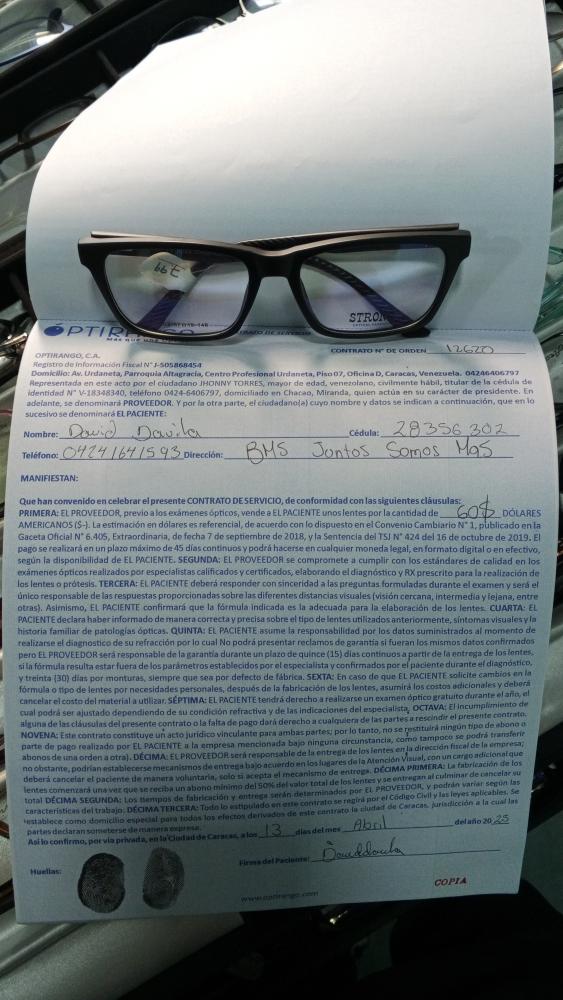 66 E
STRON
OPTIRANGO
CONTRATO DE SERVICIO
CONTRATO N° DE ORDEN 12620
OPTIRANGO, C.A.
Registro de Información Fiscal N° J-505868454
Domicilio: Av. Urdaneta, Parroquia Altagracia, Centro Profesional Urdaneta, Piso 07, Oficina D, Caracas, Venezuela. 04246406797
Representada en este acto por el ciudadano JHONNY TORRES, mayor de edad, venezolano, civilmente hábil, titular de la cédula de
identidad N° V-18348340, teléfono 0424-6406797, domiciliado en Chacao, Miranda, quien actúa en su carácter de presidente. En
adelante, se denominará PROVEEDOR. Y por la otra parte, el ciudadano(a) cuyo nombre y datos se indican a continuación, que en lo
sucesivo se denominará EL PACIENTE:
Nombre: David Davila Cédula: 28356302
Teléfono: 04241641593 Dirección: BMS Juntos Somos Mas
MANIFIESTAN:
Que han convenido en celebrar el presente CONTRATO DE SERVICIO, de conformidad con las siguientes cláusulas:
PRIMERA: EL PROVEEDOR, previo a los exámenes ópticos, vende a EL PACIENTE unos lentes por la cantidad de 60$ DÓLARES
AMERICANOS ($-). La estimación en dólares es referencial, de acuerdo con lo dispuesto en el Convenio Cambiario N° 1, publicado en la
Gaceta Oficial N° 6.405, Extraordinaria, de fecha 7 de septiembre de 2018, y la Sentencia del TSJ N° 424 del 16 de octubre de 2019. El
pago se realizará en un plazo máximo de 45 días continuos y podrá hacerse en cualquier moneda legal, en formato digital o en efectivo,
según la disponibilidad de EL PACIENTE. SEGUNDA: EL PROVEEDOR se compromete a cumplir con los estándares de calidad en los
exámenes ópticos realizados por especialistas calificados y certificados, elaborando el diagnóstico y RX prescrito para la realización de
los lentes o prótesis. TERCERA: EL PACIENTE deberá responder con sinceridad a las preguntas formuladas durante el examen y será el
único responsable de las respuestas proporcionadas sobre las diferentes distancias visuales (visión cercana, intermedia y lejana, entre
otras). Asimismo, EL PACIENTE confirmará que la fórmula indicada es la adecuada para la elaboración de los lentes. CUARTA: EL
PACIENTE declara haber informado de manera correcta y precisa sobre el tipo de lentes utilizados anteriormente, síntomas visuales y la
historia familiar de patologías ópticas. QUINTA: EL PACIENTE asume la responsabilidad por los datos suministrados al momento de
realizarse el diagnostico de su refracción por lo cual No podrá presentar reclamos de garantía si fueran los mismos datos confirmados
pero EL PROVEEDOR será responsable de la garantía durante un plazo de quince (15) días continuos a partir de la entrega de los lentes,
si la fórmula resulta estar fuera de los parámetros establecidos por el especialista y confirmados por el paciente durante el diagnóstico,
y treinta (30) días por monturas, siempre que sea por defecto de fábrica. SEXTA: En caso de que EL PACIENTE solicite cambios en la
fórmula o tipo de lentes por necesidades personales, después de la fabricación de los lentes, asumirá los costos adicionales y deberá
cancelar el costo del material a utilizar. SÉPTIMA: EL PACIENTE tendrá derecho a realizarse un examen óptico gratuito durante el año, el
cual podrá ser ajustado dependiendo de su condición refractiva y de las indicaciones del especialista. OCTAVA: El incumplimiento de
alguna de las cláusulas del presente contrato o la falta de pago dará derecho a cualquiera de las partes a rescindir el presente contrato.
NOVENA: Este contrato constituye un acto jurídico vinculante para ambas partes; por lo tanto, no se restituirá ningún tipo de abono o
parte de pago realizado por EL PACIENTE a la empresa mencionada bajo ninguna circunstancia, como tampoco se podrá transferir
abonos de una orden a otra). DÉCIMA: EL PROVEEDOR será responsable de la entrega de los lentes en la dirección fiscal de la empresa;
no obstante, podrían establecerse mecanismos de entrega bajo acuerdo en los lugares de la Atención Visual, con un cargo adicional que
deberá cancelar el paciente de manera voluntaria, solo si acepta el mecanismo de entrega. DÉCIMA PRIMERA: La fabricación de los
lentes comenzará una vez que se reciba un abono mínimo del 50% del valor total de los lentes y se entregan al culminar de cancelar su
total DÉCIMA SEGUNDA: Los tiempos de fabricación y entrega serán determinados por EL PROVEEDOR, y podrán variar según las
características del trabajo: DÉCIMA TERCERA: Todo lo estipulado en este contrato se regirá por el Código Civil y las leyes aplicables. Se
establece como domicilio especial para todos los efectos derivados de este contrato la ciudad de Caracas, jurisdicción a la cual las
partes declaran someterse de manera expresa.
Así lo confirmo, por vía privada, en la Ciudad de Caracas, a los 13 días del mes Abril del año 2025
Firma del Paciente: Daviddavila
Huellas:
COPIA
www.optirango.com